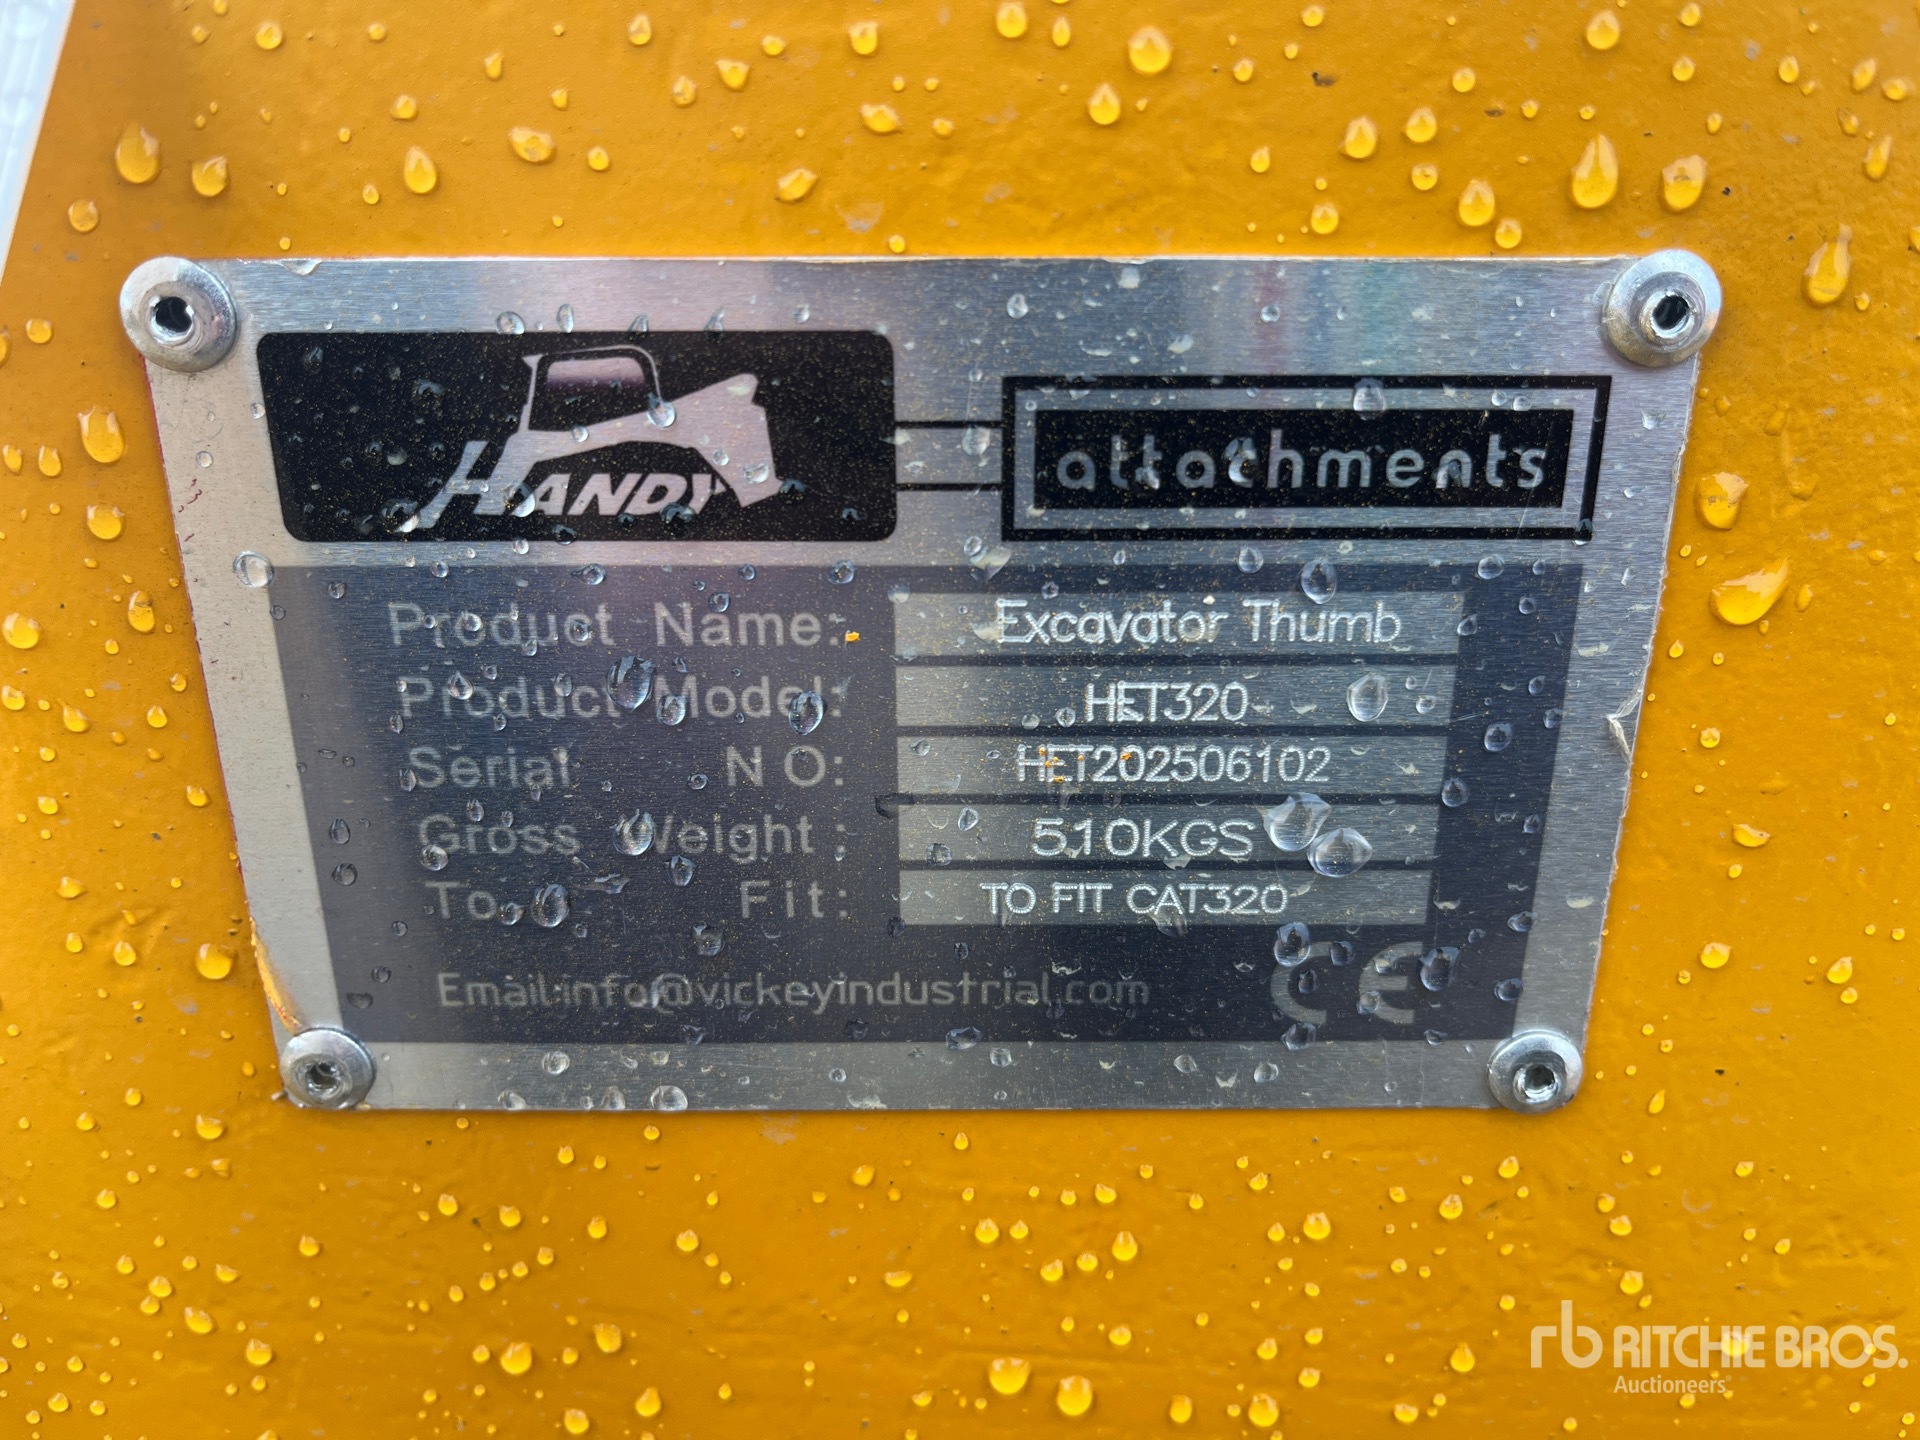 HANDY attachments
Product Name: Excavator Thumb
Product Model: HET320
Serial NO: HET202506102
Gross Weight: 510KGS
To Fit: TO FIT CAT320
Email:info@vickeyindustrial.com CE
rb RITCHIE BROS.
Auctioneers